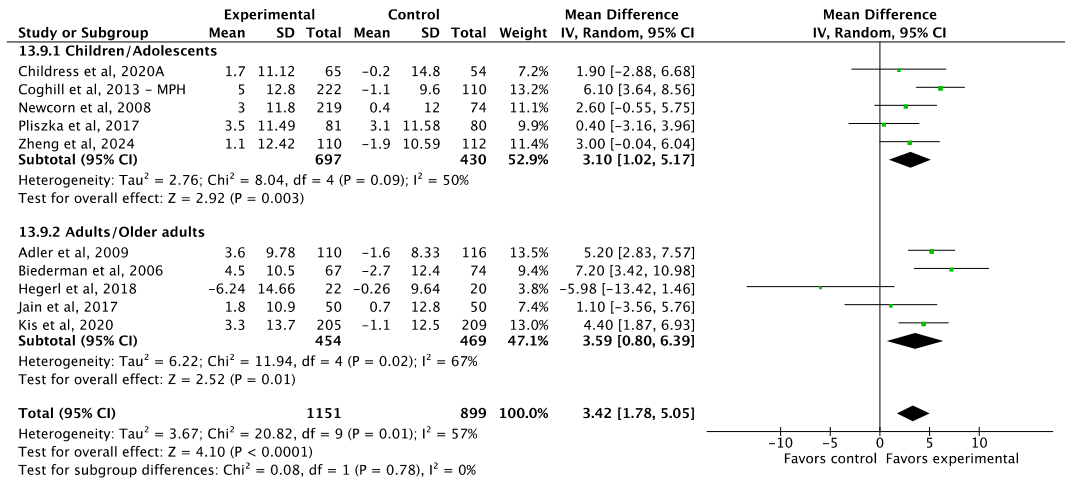 Experimental Control Mean Difference Mean Difference
Study or Subgroup Mean SD Total Mean SD Total Weight IV, Random, 95% CI IV, Random, 95% CI
13.9.1 Children/Adolescents
Childress et al, 2020A 1.7 11.12 65 -0.2 14.8 54 7.2% 1.90 [-2.88, 6.68]
Coghill et al, 2013 - MPH 5 12.8 222 -1.1 9.6 110 13.2% 6.10 [3.64, 8.56]
Newcorn et al, 2008 3 11.8 219 0.4 12 74 11.1% 2.60 [-0.55, 5.75]
Pliszka et al, 2017 3.5 11.49 81 3.1 11.58 80 9.9% 0.40 [-3.16, 3.96]
Zheng et al, 2024 1.1 12.42 110 -1.9 10.59 112 11.4% 3.00 [-0.04, 6.04]
Subtotal (95% CI) 697 430 52.9% 3.10 [1.02, 5.17]
Heterogeneity: Tau² = 2.76; Chi² = 8.04, df = 4 (P = 0.09); I² = 50%
Test for overall effect: Z = 2.92 (P = 0.003)
13.9.2 Adults/Older adults
Adler et al, 2009 3.6 9.78 110 -1.6 8.33 116 13.5% 5.20 [2.83, 7.57]
Biederman et al, 2006 4.5 10.5 67 -2.7 12.4 74 9.4% 7.20 [3.42, 10.98]
Hegerl et al, 2018 -6.24 14.66 22 -0.26 9.64 20 3.8% -5.98 [-13.42, 1.46]
Jain et al, 2017 1.8 10.9 50 0.7 12.8 50 7.4% 1.10 [-3.56, 5.76]
Kis et al, 2020 3.3 13.7 205 -1.1 12.5 209 13.0% 4.40 [1.87, 6.93]
Subtotal (95% CI) 454 469 47.1% 3.59 [0.80, 6.39]
Heterogeneity: Tau² = 6.22; Chi² = 11.94, df = 4 (P = 0.02); I² = 67%
Test for overall effect: Z = 2.52 (P = 0.01)
Total (95% CI) 1151 899 100.0% 3.42 [1.78, 5.05]
Heterogeneity: Tau² = 3.67; Chi² = 20.82, df = 9 (P = 0.01); I² = 57%
Test for overall effect: Z = 4.10 (P < 0.0001)
Test for subgroup differences: Chi² = 0.08, df = 1 (P = 0.78), I² = 0%
-10 -5 0 5 10
Favors control Favors experimental